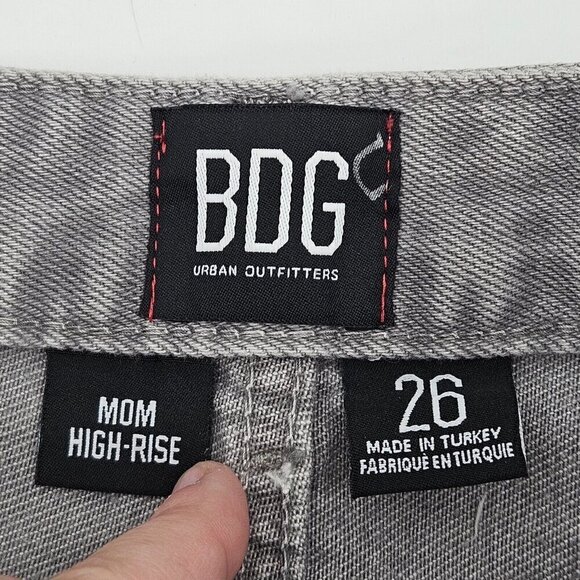 BDG
URBAN OUTFITTERS
MOM
HIGH-RISE
26
MADE IN TURKEY
FABRIQUÉ EN TURQUIE